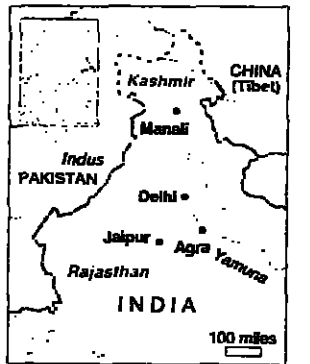 Kashmir
CHINA
(Tibet)
Manali
Indus
PAKISTAN
Delhi
Jaipur
Agra
Yamuna
Rajasthan
INDIA
100 miles